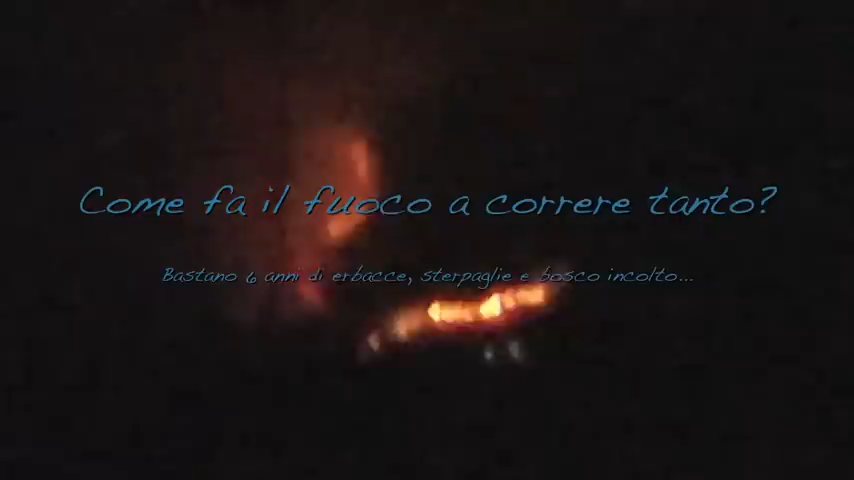 Come fa il fuoco a correre tanto?
Bastano 6 anni di erbacce, sterpaglie e bosco incolto...